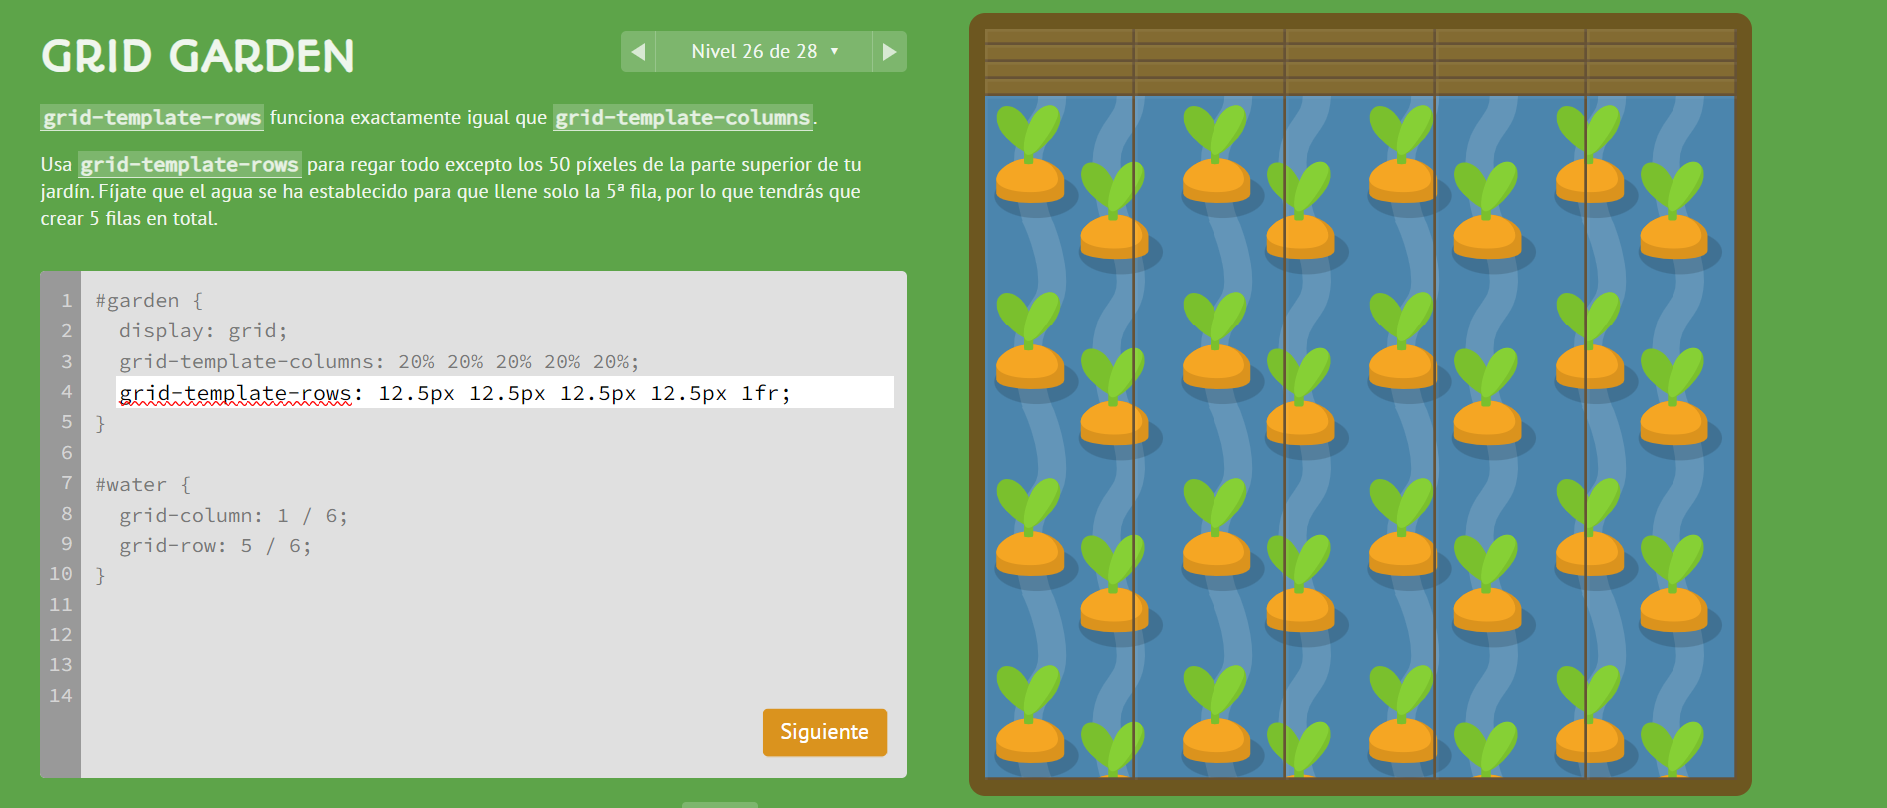 GRID GARDEN
◀ Nivel 26 de 28 ▼ ▶
grid-template-rows funciona exactamente igual que grid-template-columns.
Usa grid-template-rows para regar todo excepto los 50 píxeles de la parte superior de tu
jardín. Fíjate que el agua se ha establecido para que llene solo la 5ª fila, por lo que tendrás que
crear 5 filas en total.
1 #garden {
2 display: grid;
3 grid-template-columns: 20% 20% 20% 20% 20%;
4 grid-template-rows: 12.5px 12.5px 12.5px 12.5px 1fr;
5 }
6
7 #water {
8 grid-column: 1 / 6;
9 grid-row: 5 / 6;
10 }
11
12
13
14
Siguiente